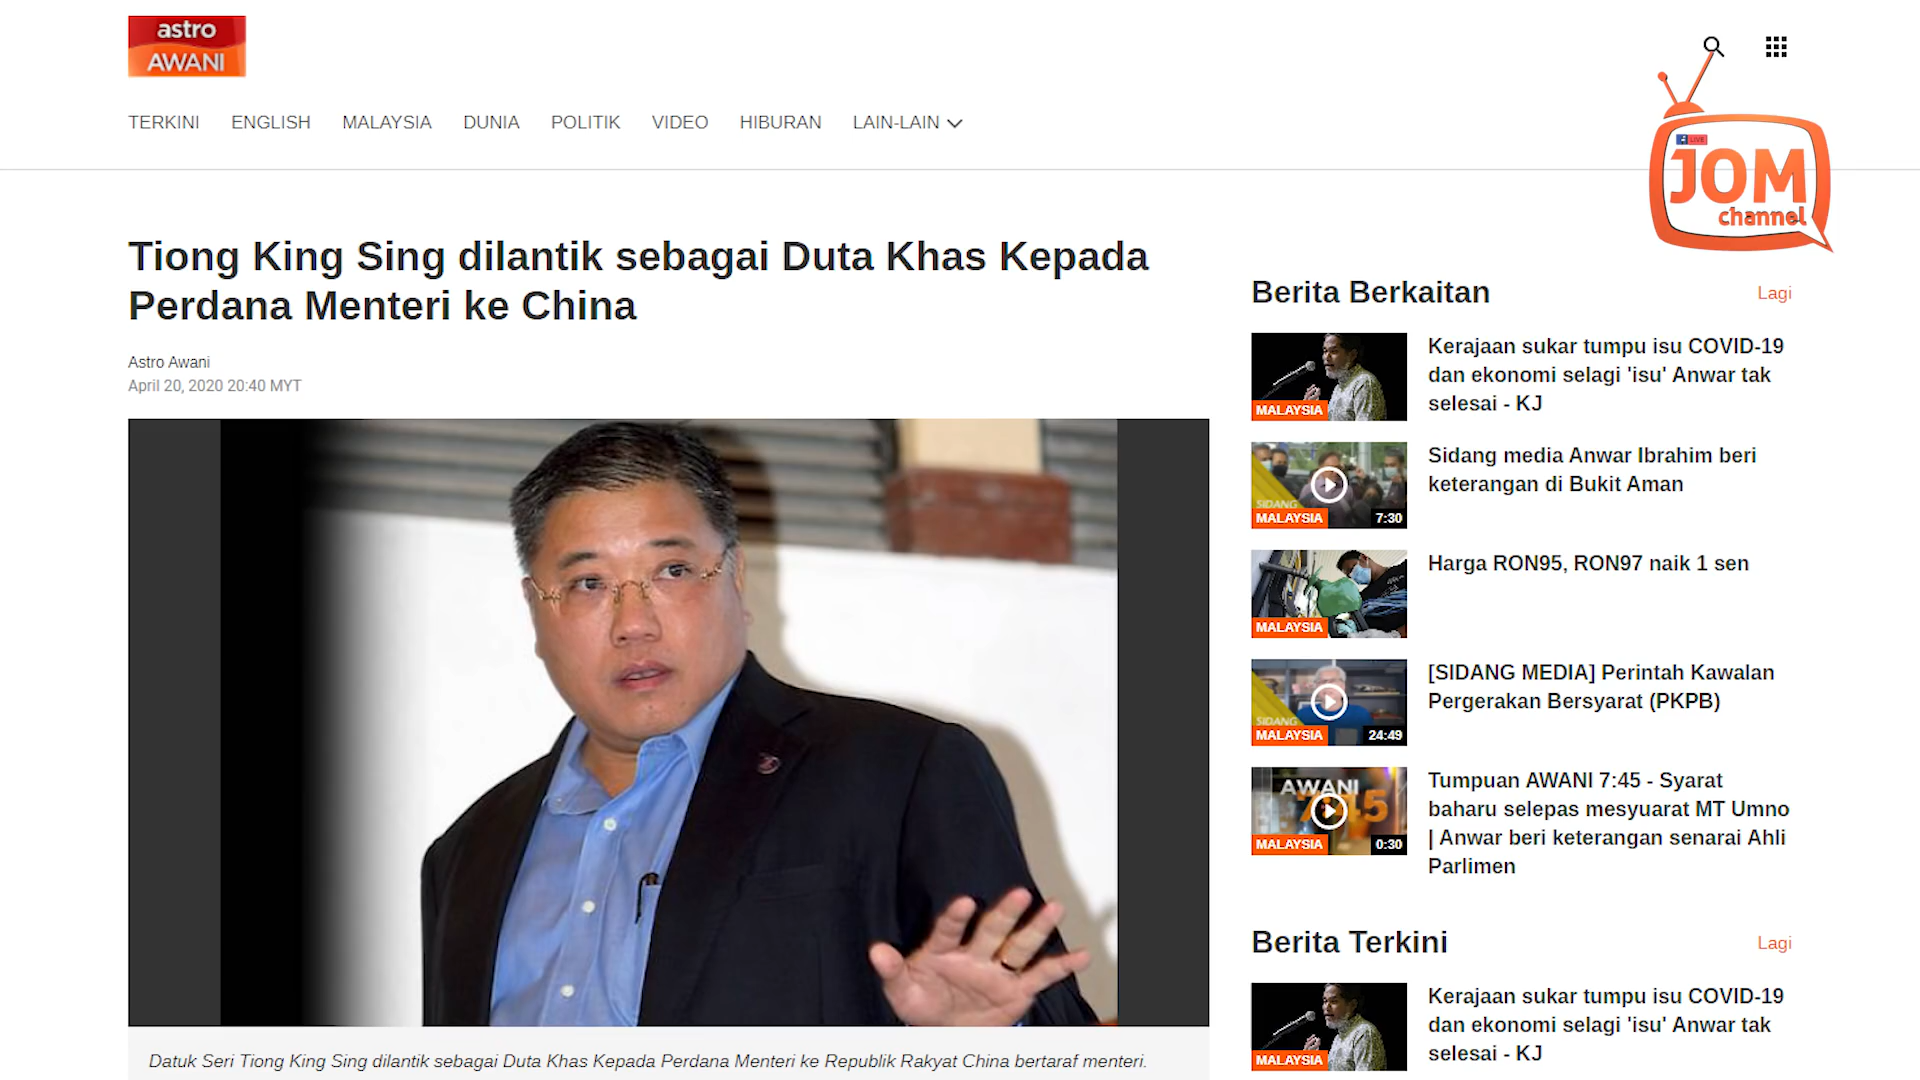 astro
AWANI
TERKINI ENGLISH MALAYSIA DUNIA POLITIK VIDEO HIBURAN LAIN-LAIN
LIVE
JOM
channel
Tiong King Sing dilantik sebagai Duta Khas Kepada
Perdana Menteri ke China
Astro Awani
April 20, 2020 20:40 MYT
Datuk Seri Tiong King Sing dilantik sebagai Duta Khas Kepada Perdana Menteri ke Republik Rakyat China bertaraf menteri.
Berita Berkaitan Lagi
MALAYSIA
Kerajaan sukar tumpu isu COVID-19
dan ekonomi selagi 'isu' Anwar tak
selesai - KJ
SIDANG
MALAYSIA 7:30
Sidang media Anwar Ibrahim beri
keterangan di Bukit Aman
MALAYSIA
Harga RON95, RON97 naik 1 sen
SIDANG
MALAYSIA 24:49
[SIDANG MEDIA] Perintah Kawalan
Pergerakan Bersyarat (PKPB)
AWANI
7:45
MALAYSIA 0:30
Tumpuan AWANI 7:45 - Syarat
baharu selepas mesyuarat MT Umno
| Anwar beri keterangan senarai Ahli
Parlimen
Berita Terkini Lagi
MALAYSIA
Kerajaan sukar tumpu isu COVID-19
dan ekonomi selagi 'isu' Anwar tak
selesai - KJ